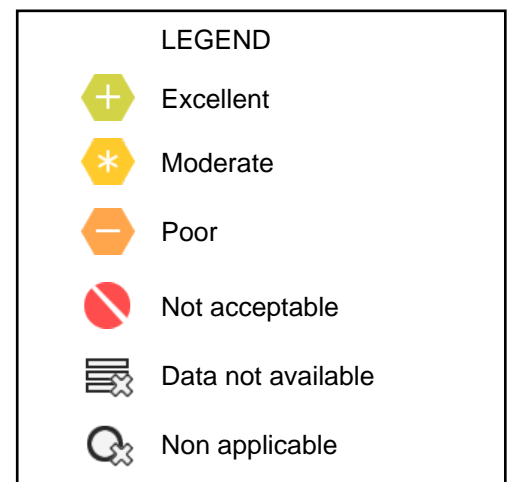 LEGEND
Excellent
Moderate
Poor
Not acceptable
Data not available
Non applicable